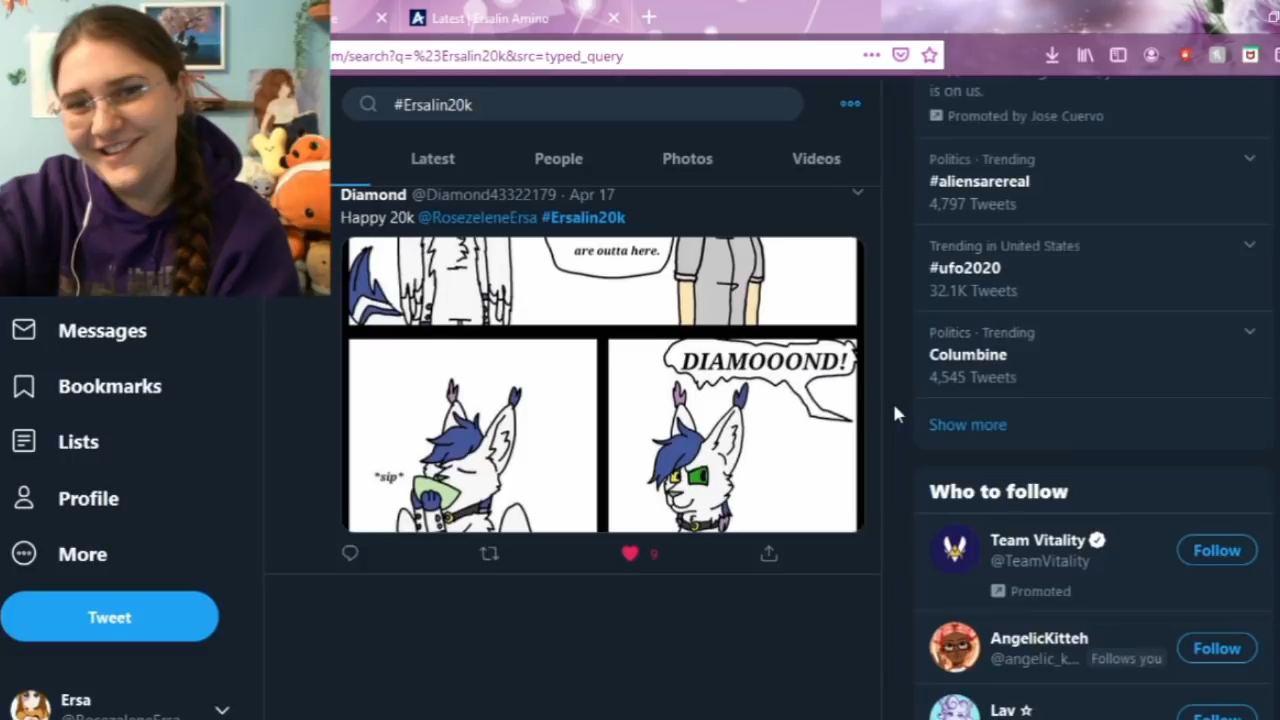 Latest | Ersalin Amino
m/search?q=%23Ersalin20k&src=typed_query
#Ersalin20k
Latest
People
Photos
Videos
Diamond @Diamond43322179 · Apr 17
Happy 20k @RosezeleneErsa #Ersalin20k
are outta here.
*sip*
DIAMOOOND!
9
Messages
Bookmarks
Lists
Profile
More
Tweet
Ersa
@RosezeleneErsa
is on us.
Promoted by Jose Cuervo
Politics · Trending
#aliensarereal
4,797 Tweets
Trending in United States
#ufo2020
32.1K Tweets
Politics · Trending
Columbine
4,545 Tweets
Show more
Who to follow
Team Vitality
@TeamVitality
Follow
Promoted
AngelicKitteh
@angelic_k... Follows you
Follow
Lav ☆
Follow